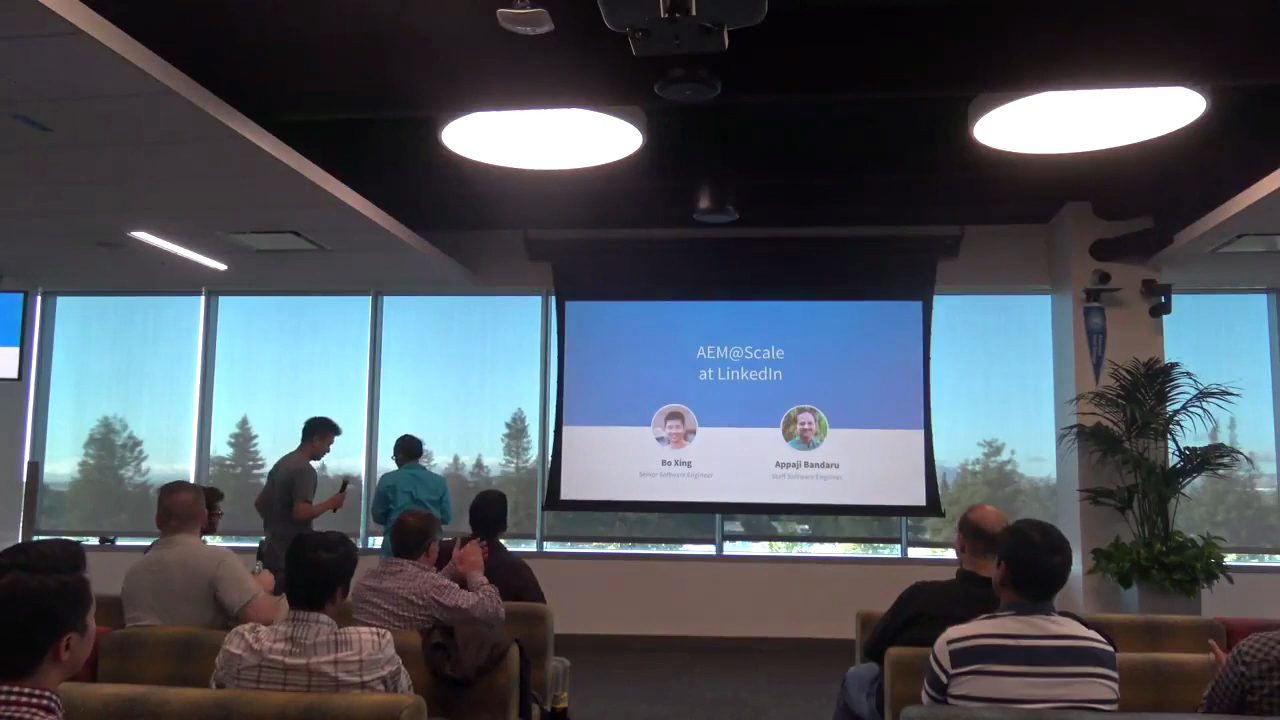 AEM@Scale
at LinkedIn
Bo Xing
Senior Software Engineer
Appaji Bandaru
Staff Software Engineer